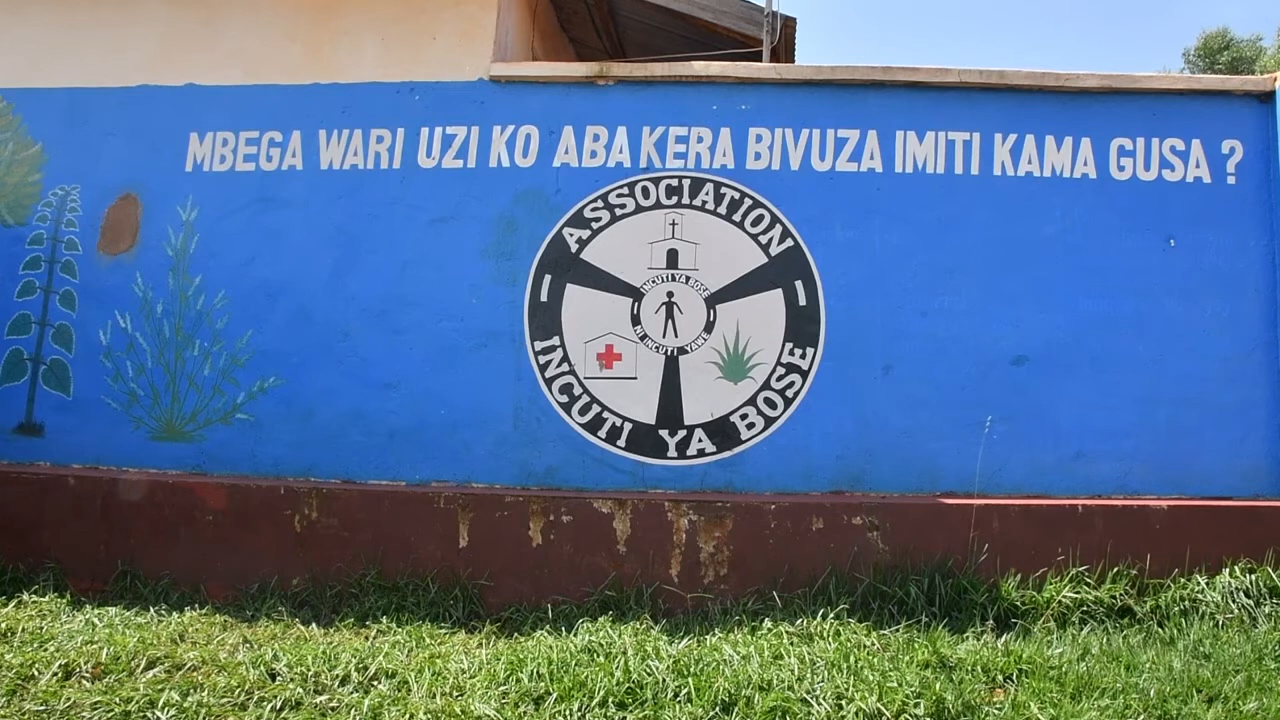 MBEGA WARI UZI KO ABA KERA BIVUZA IMITI KAMA GUSA ?
ASSOCIATION
INCUTI YA BOSE
NI INCUTI YAWE
INCUTI YA BOSE